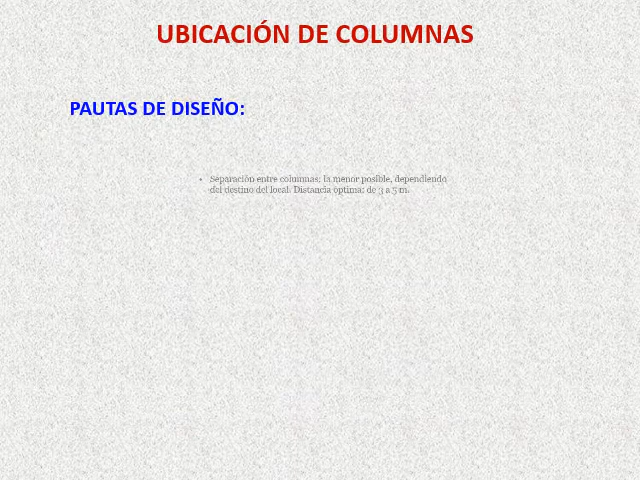 UBICACIÓN DE COLUMNAS
PAUTAS DE DISEÑO:
• Separación entre columnas: la menor posible, dependiendo
del destino del local. Distancia optima: de 3 a 5 m.